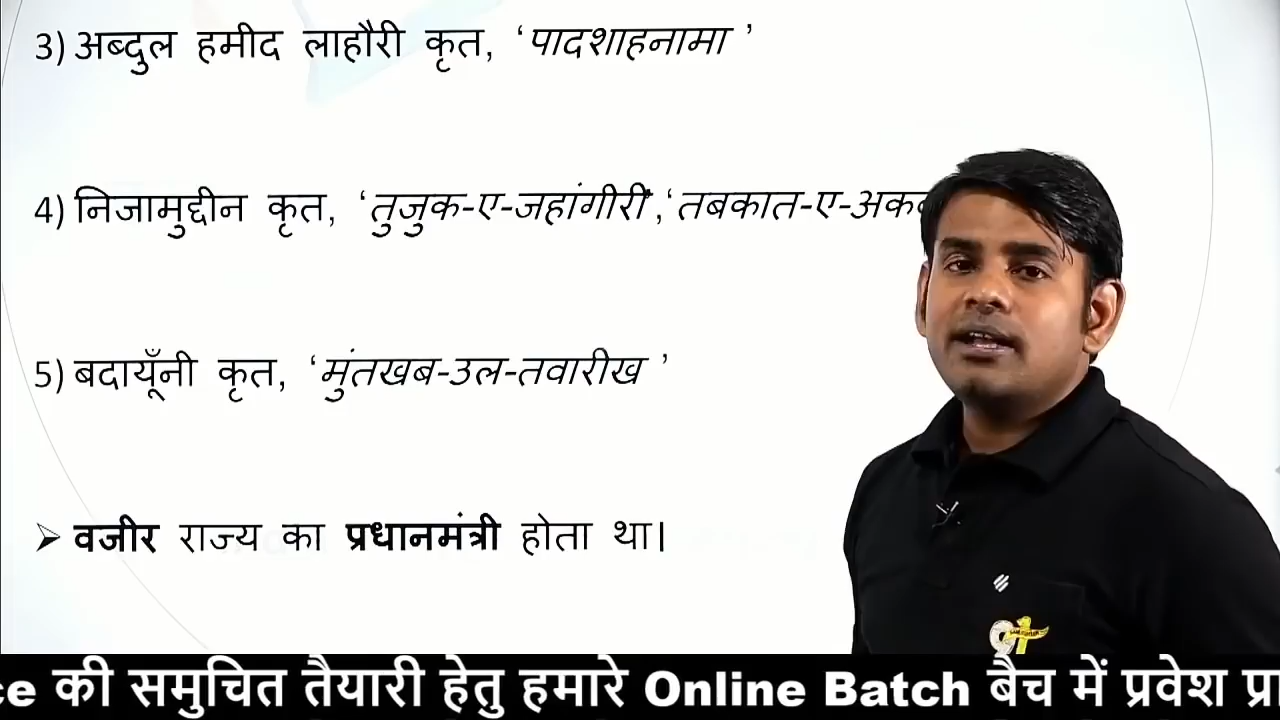 3) अब्दुल हमीद लाहौरी कृत, ‘पादशाहनामा ’
4) निजामुद्दीन कृत, ‘तुजुक-ए-जहांगीरी’,‘तबकात-ए-अकब
5) बदायूँनी कृत, ‘मुंतखब-उल-तवारीख ’
➢ वजीर राज्य का प्रधानमंत्री होता था।
ce की समुचित तैयारी हेतु हमारे Online Batch बैच में प्रवेश प्रा